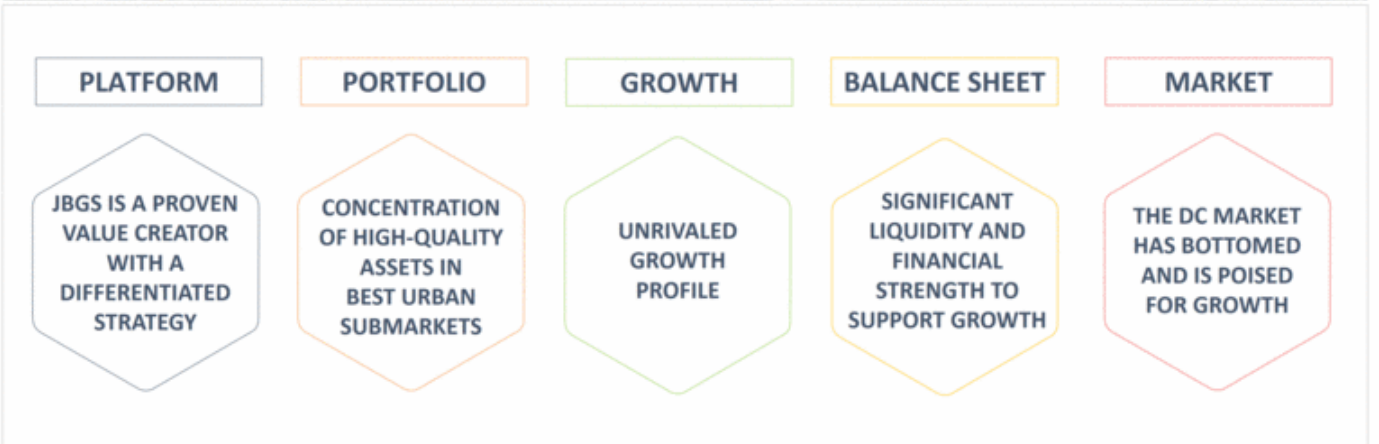 PLATFORM
JBGS IS A PROVEN
VALUE CREATOR
WITH A
DIFFERENTIATED
STRATEGY
PORTFOLIO
CONCENTRATION
OF HIGH-QUALITY
ASSETS IN
BEST URBAN
SUBMARKETS
GROWTH
UNRIVALED
GROWTH
PROFILE
BALANCE SHEET
SIGNIFICANT
LIQUIDITY AND
FINANCIAL
STRENGTH TO
SUPPORT GROWTH
MARKET
THE DC MARKET
HAS BOTTOMED
AND IS POISED
FOR GROWTH